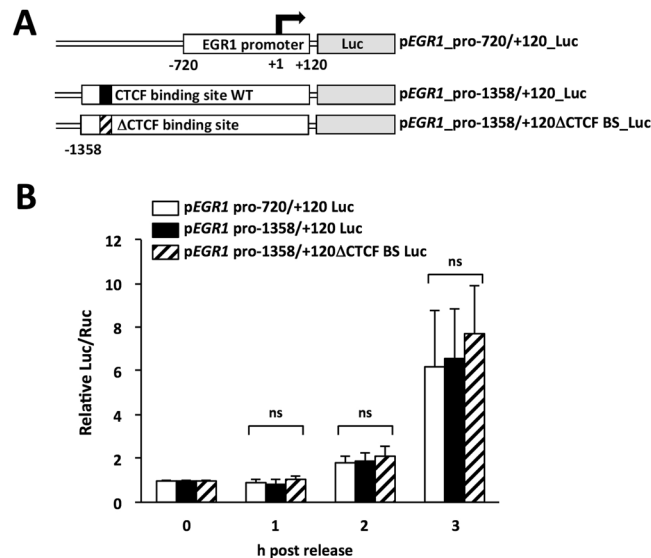 A
EGR1 promoter Luc pEGR1_pro-720/+120_Luc
-720 +1 +120
CTCF binding site WT pEGR1_pro-1358/+120_Luc
ΔCTCF binding site pEGR1_pro-1358/+120ΔCTCF BS_Luc
-1358
B
pEGR1 pro-720/+120 Luc
pEGR1 pro-1358/+120 Luc
pEGR1 pro-1358/+120ΔCTCF BS Luc
Relative Luc/Ruc
12
10
8
6
4
2
0
ns
ns
ns
0 1 2 3
h post release